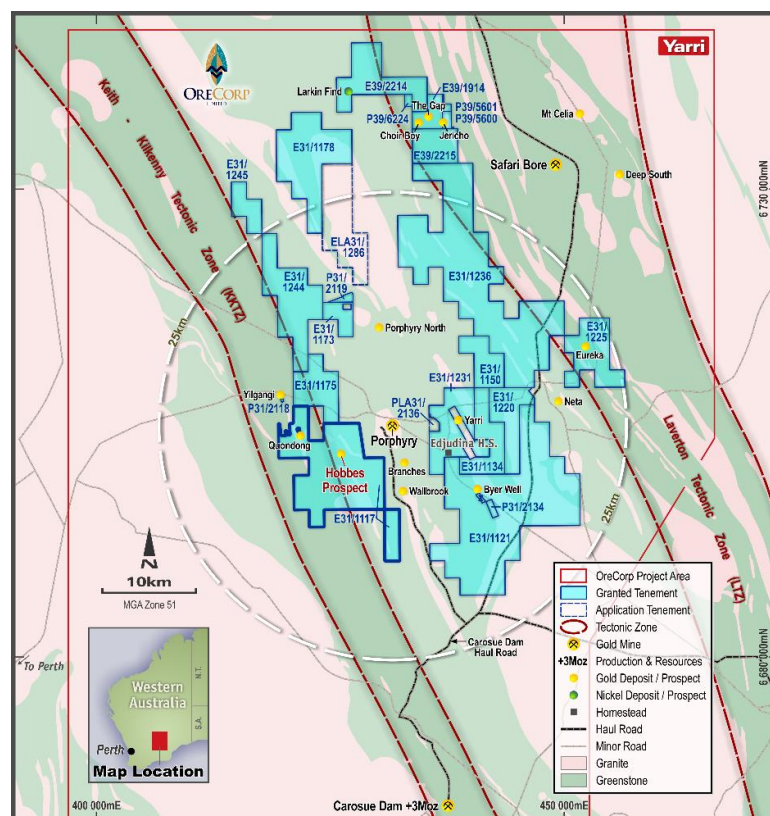 Yarri
Keith - Kilkenny Tectonic Zone (KKTZ)
ORECORP
LIMITED
Larkin Find
E39/2214
E39/1914
The Gap
P39/6224
P39/5601
P39/5600
Choir Boy
Jericho
Mt Celia
E31/1178
E39/2215
Safari Bore
Deep South
E31/
1245
6 730 000mN
ELA31/
1286
E31/
1244
P31/
2119
E31/1236
25km
E31/
1173
Porphyry North
E31/
1225
Eureka
E31/1175
E31/1231
E31/
1150
Yilgangi
P31/2118
PLA31/
2136
E31/
1220
Neta
Yarri
Porphyry
Edjudina H.S.
Qaondong
Hobbes
Prospect
Branches
E31/1134
Wallbrook
Byer Well
P31/2134
E31/1117
E31/1121
25km
Laverton Tectonic Zone (LTZ)
N
10km
MGA Zone 51
OreCorp Project Area
Granted Tenement
Application Tenement
Tectonic Zone
Gold Mine
+3Moz Production & Resources
Gold Deposit / Prospect
Nickel Deposit / Prospect
Homestead
Haul Road
Minor Road
Granite
Greenstone
Carosue Dam
Haul Road
6 680 000mN
To Perth
Western
Australia
N.T.
S.A.
Perth
Map Location
400 000mE
Carosue Dam +3Moz
450 000mE